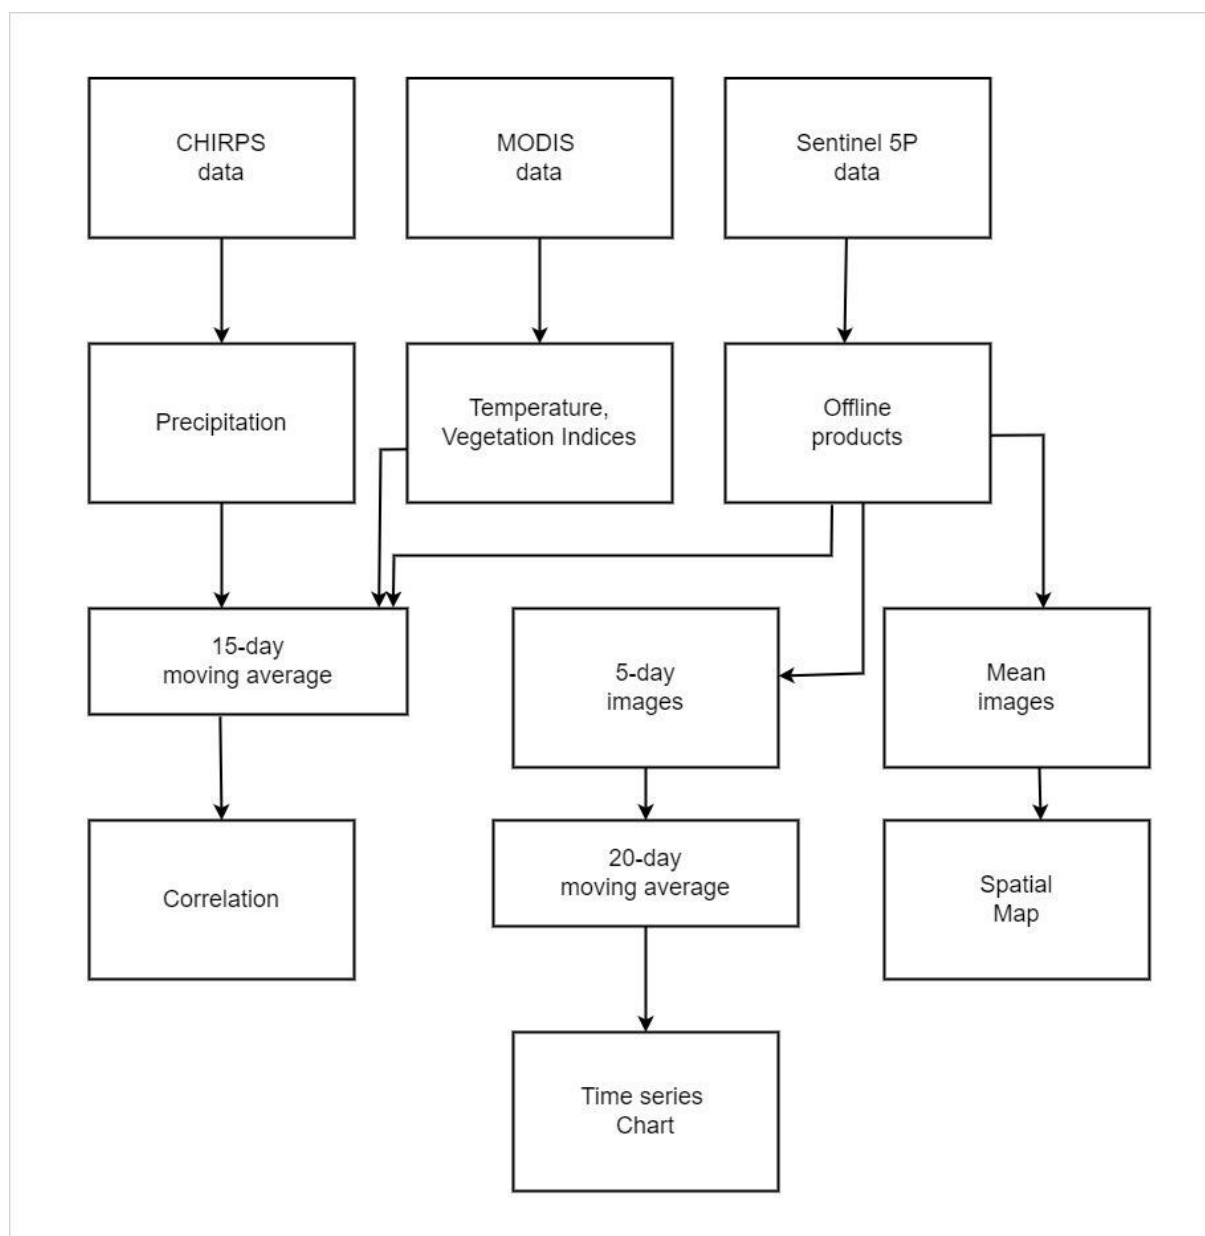 CHIRPS
data
MODIS
data
Sentinel 5P
data
Precipitation
Temperature,
Vegetation Indices
Offline
products
15-day
moving average
5-day
images
Mean
images
Correlation
20-day
moving average
Spatial
Map
Time series
Chart